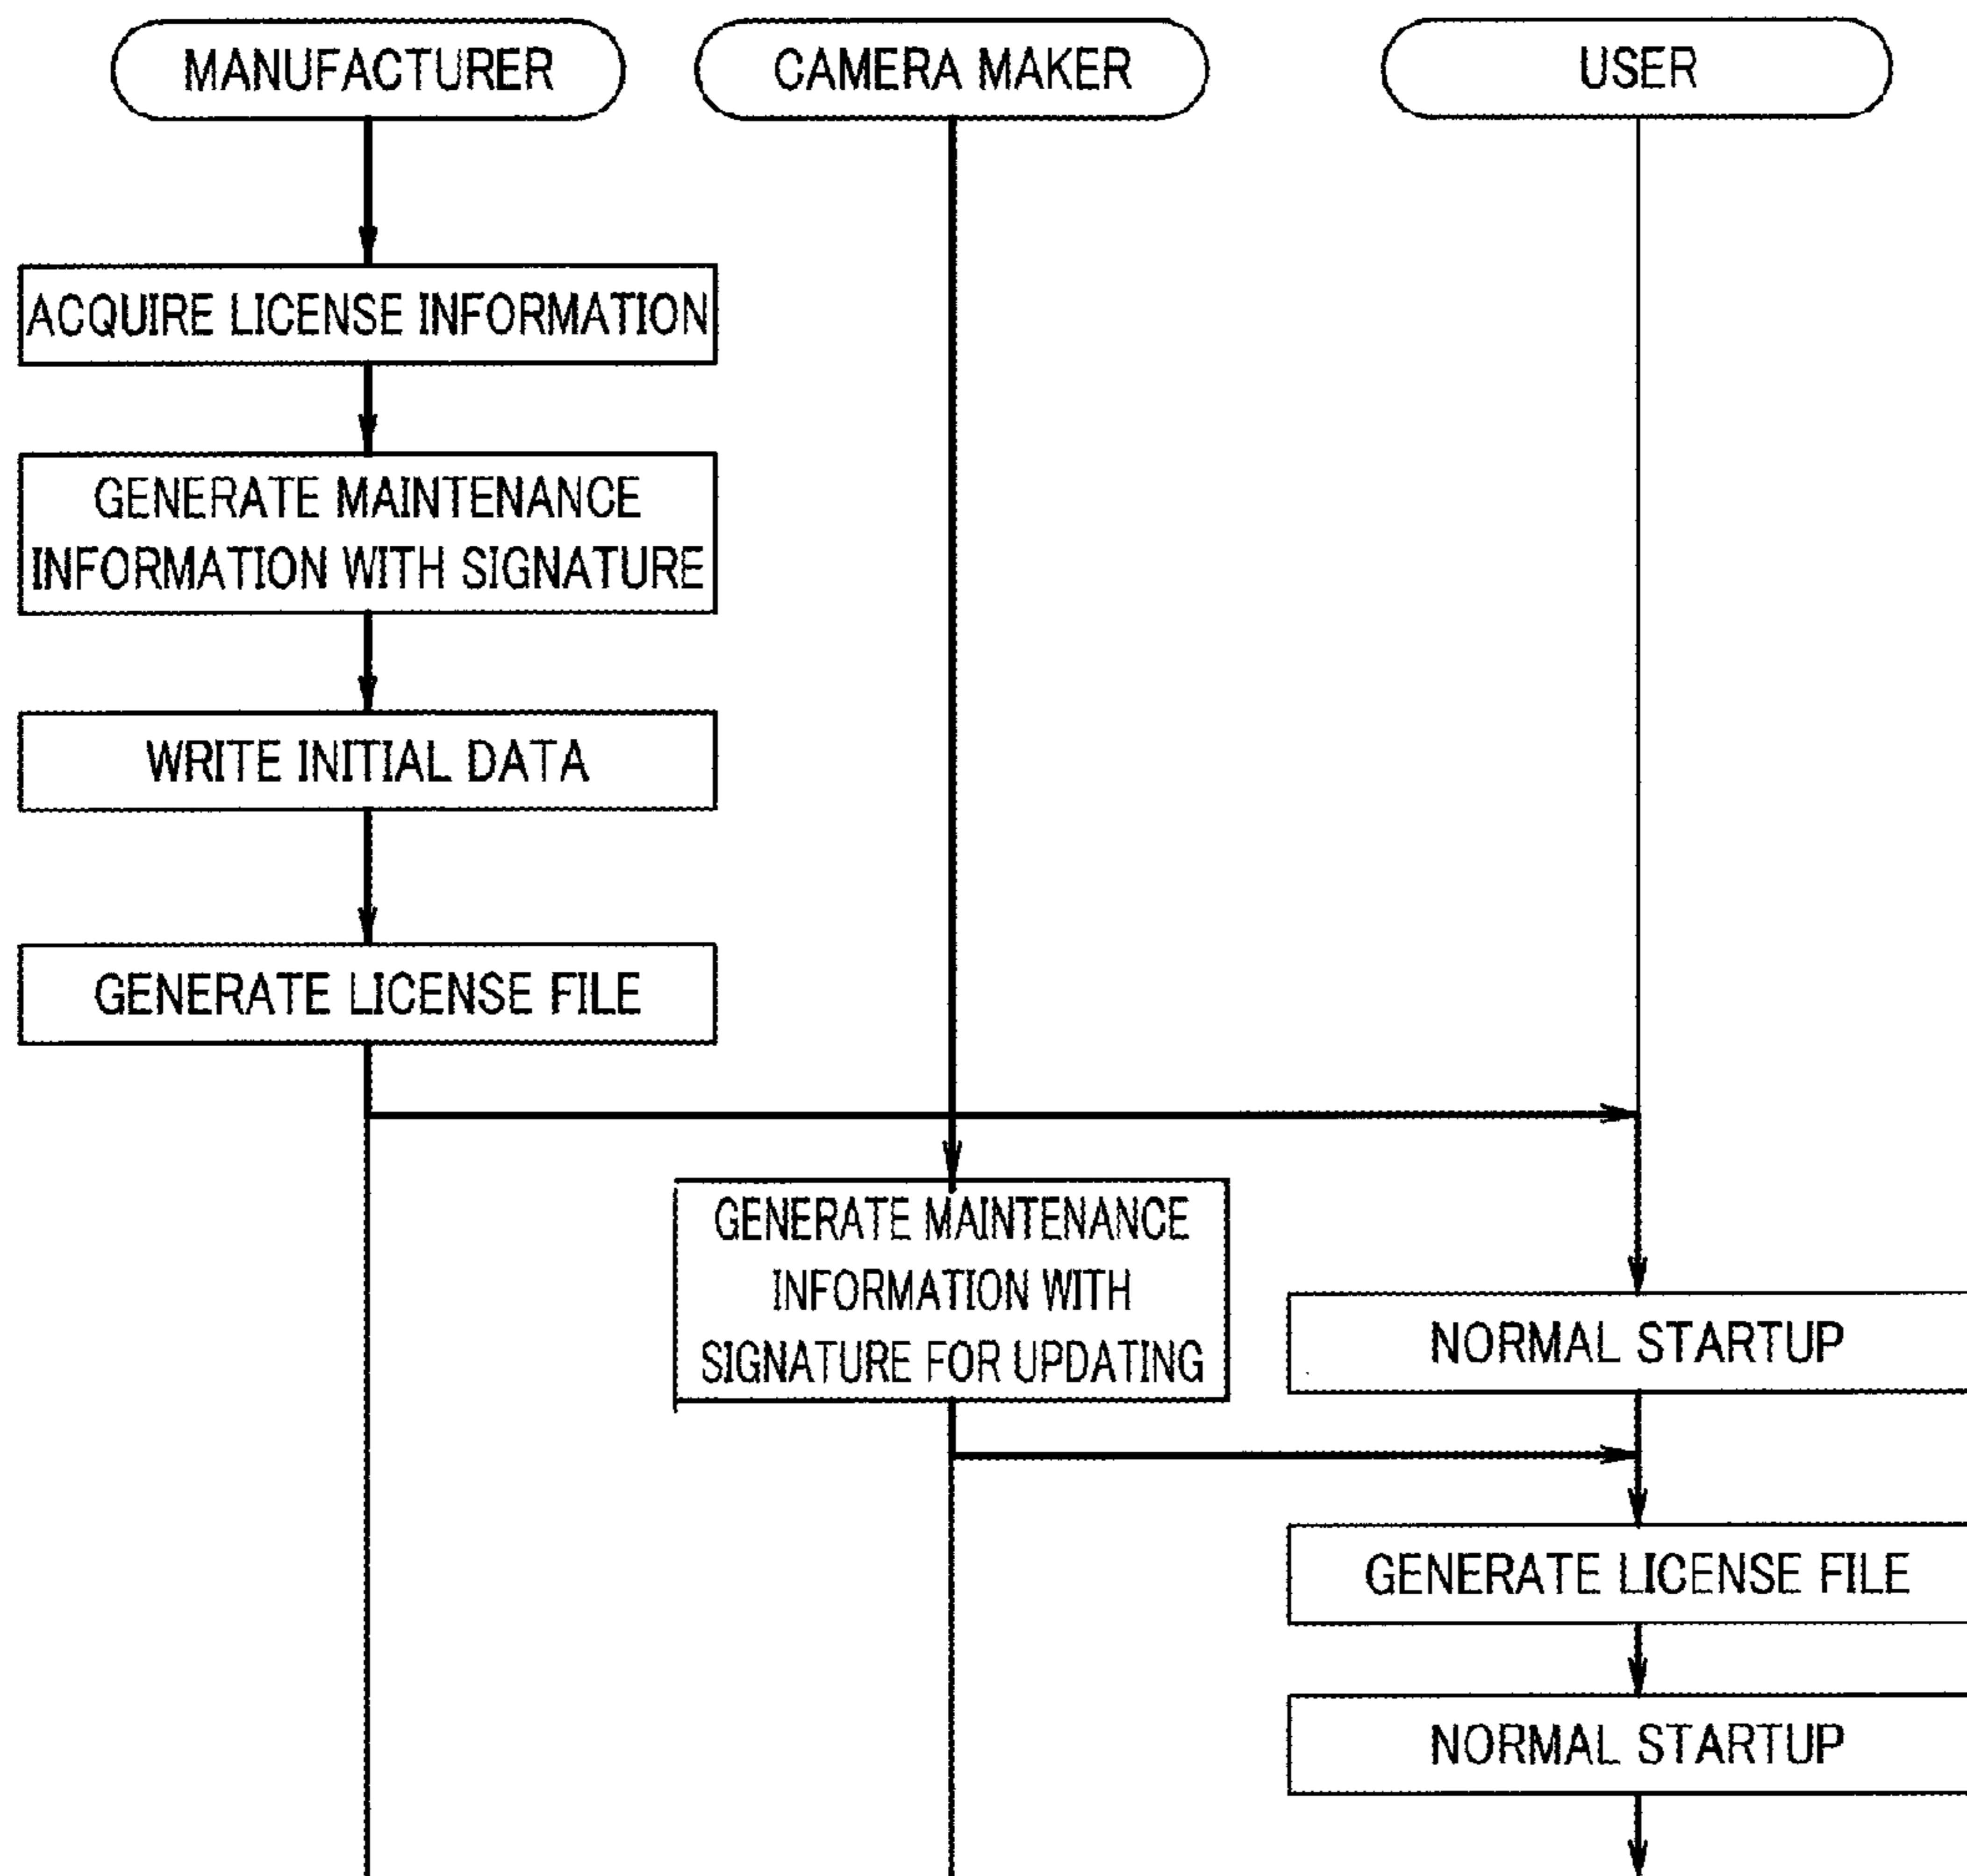 MANUFACTURER
CAMERA MAKER
USER
ACQUIRE LICENSE INFORMATION
GENERATE MAINTENANCE
INFORMATION WITH SIGNATURE
WRITE INITIAL DATA
GENERATE LICENSE FILE
GENERATE MAINTENANCE
INFORMATION WITH
SIGNATURE FOR UPDATING
NORMAL STARTUP
GENERATE LICENSE FILE
NORMAL STARTUP